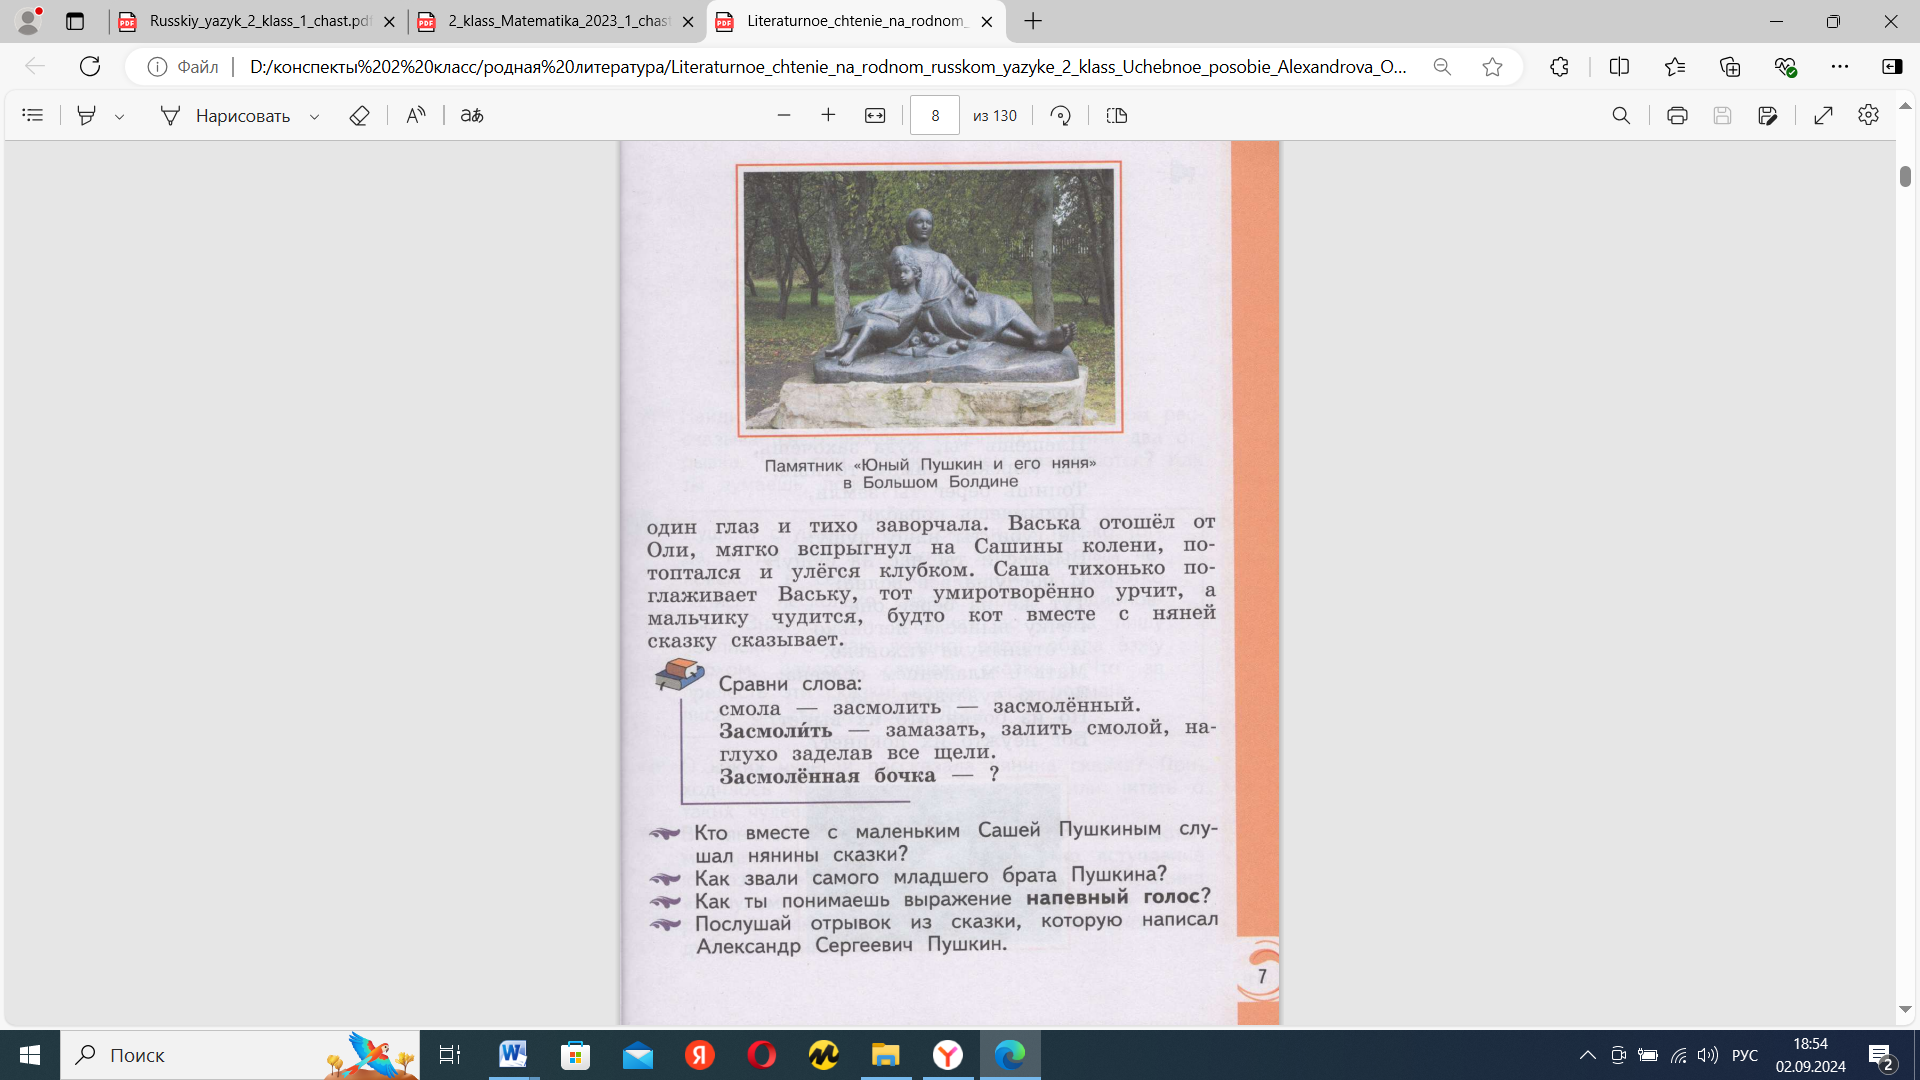 Russkiy_yazyk_2_klass_1_chast.pdf
2_klass_Matematika_2023_1_chast
Literaturnoe_chtenie_na_rodnom_
Файл
D:/конспекты%202%20класс/родная%20литература/Literaturnoe_chtenie_na_rodnom_russkom_yazyke_2_klass_Uchebnoe_posobie_Alexandrova_O...
Нарисовать
aあ
8
из 130
Памятник «Юный Пушкин и его няня»
в Большом Болдине
один глаз и тихо заворчала. Васька отошёл от
Оли, мягко вспрыгнул на Сашины колени, по-
топтался и улёгся клубком. Саша тихонько по-
глаживает Ваську, тот умиротворённо урчит, а
мальчику чудится, будто кот вместе с няней
сказку сказывает.
Сравни слова:
смола — засмолить — засмолённый.
Засмоли́ть — замазать, залить смолой, на-
глухо заделав все щели.
Засмолённая бочка — ?
Кто вместе с маленьким Сашей Пушкиным слу-
шал нянины сказки?
Как звали самого младшего брата Пушкина?
Как ты понимаешь выражение напевный голос?
Послушай отрывок из сказки, которую написал
Александр Сергеевич Пушкин.
7
Поиск
РУС
18:54
02.09.2024
2